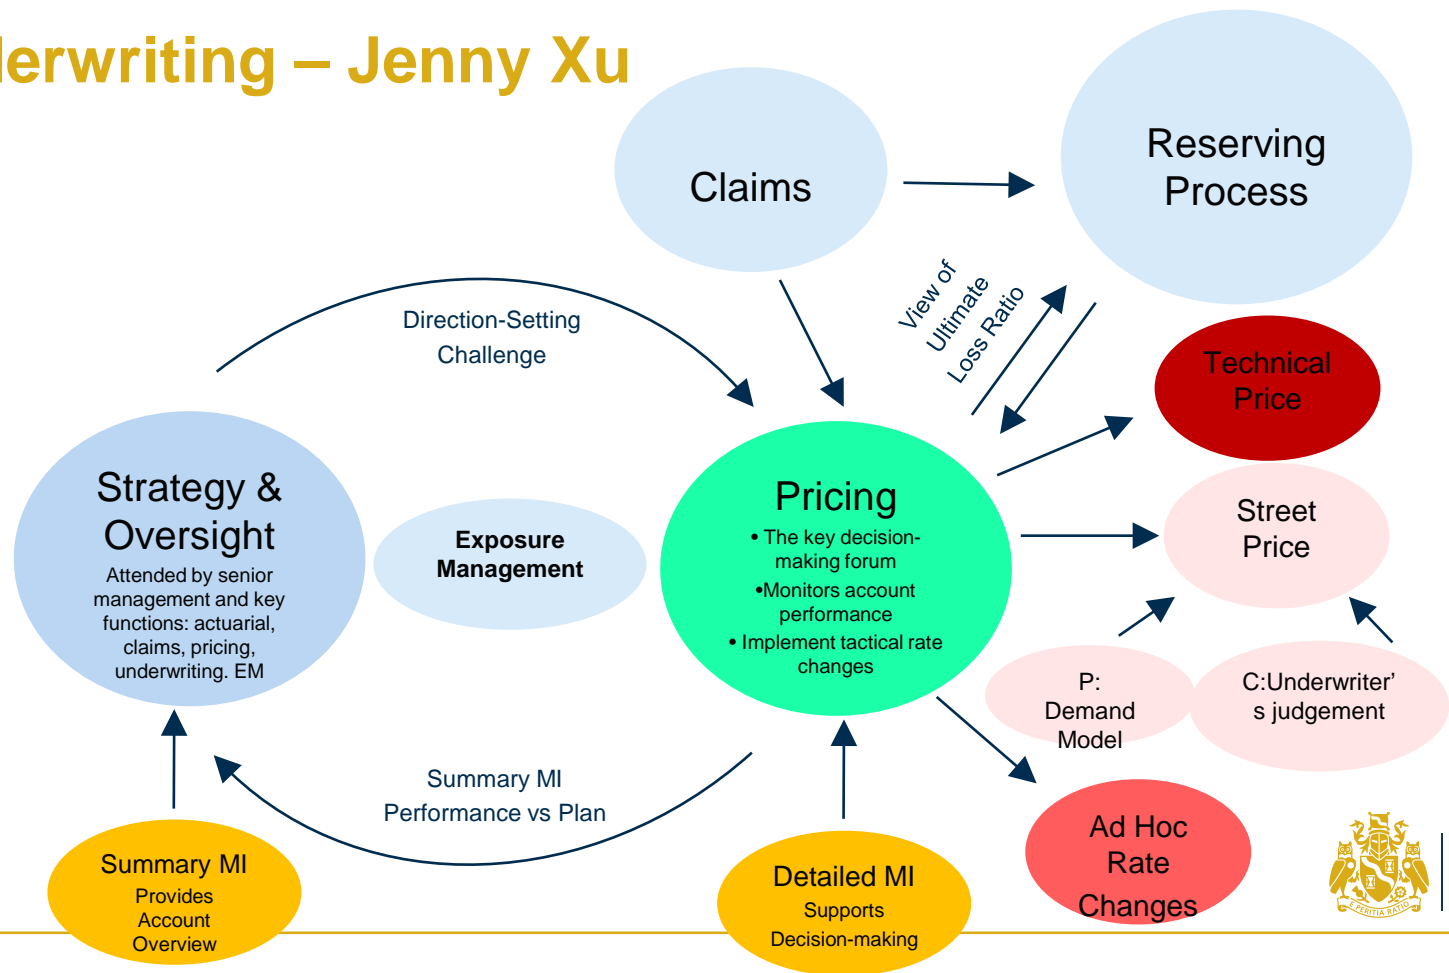 lerwriting – Jenny Xu
Claims
Reserving
Process
View of
Ultimate
Loss Ratio
Direction-Setting
Challenge
Technical
Price
Strategy &
Oversight
Attended by senior
management and key
functions: actuarial,
claims, pricing,
underwriting. EM
Exposure
Management
Pricing
• The key decision-
making forum
•Monitors account
performance
• Implement tactical rate
changes
Street
Price
P:
Demand
Model
C:Underwriter’
s judgement
Summary MI
Performance vs Plan
Ad Hoc
Rate
Changes
Summary MI
Provides
Account
Overview
Detailed MI
Supports
Decision-making
E PERITIA RATIO